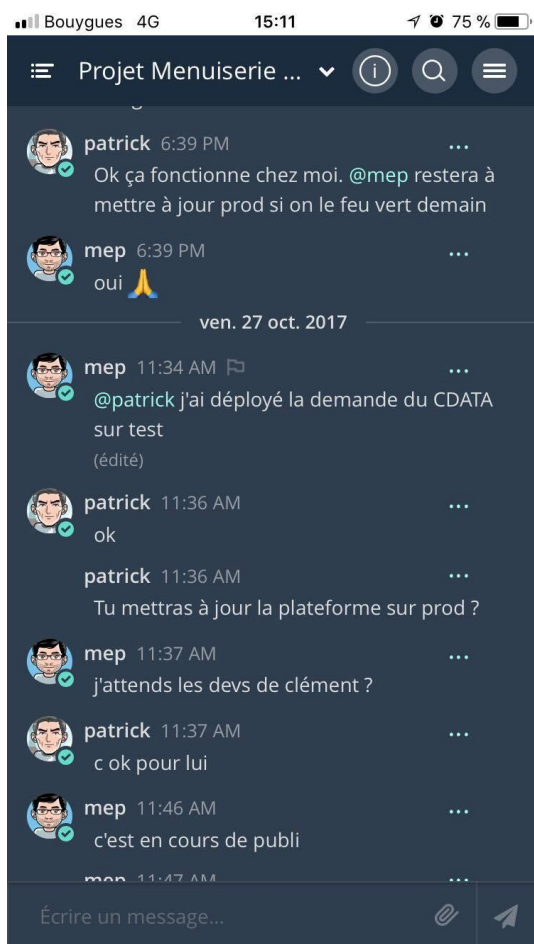 Bouygues 4G 15:11 75 %
Projet Menuiserie ...
patrick 6:39 PM
Ok ça fonctionne chez moi. @mep restera à
mettre à jour prod si on le feu vert demain
mep 6:39 PM
oui 🙏
ven. 27 oct. 2017
mep 11:34 AM
@patrick j'ai déployé la demande du CDATA
sur test
(édité)
patrick 11:36 AM
ok
patrick 11:36 AM
Tu mettras à jour la plateforme sur prod ?
mep 11:37 AM
j'attends les devs de clément ?
patrick 11:37 AM
c ok pour lui
mep 11:46 AM
c'est en cours de publi
mep 11:47 AM
Écrire un message...